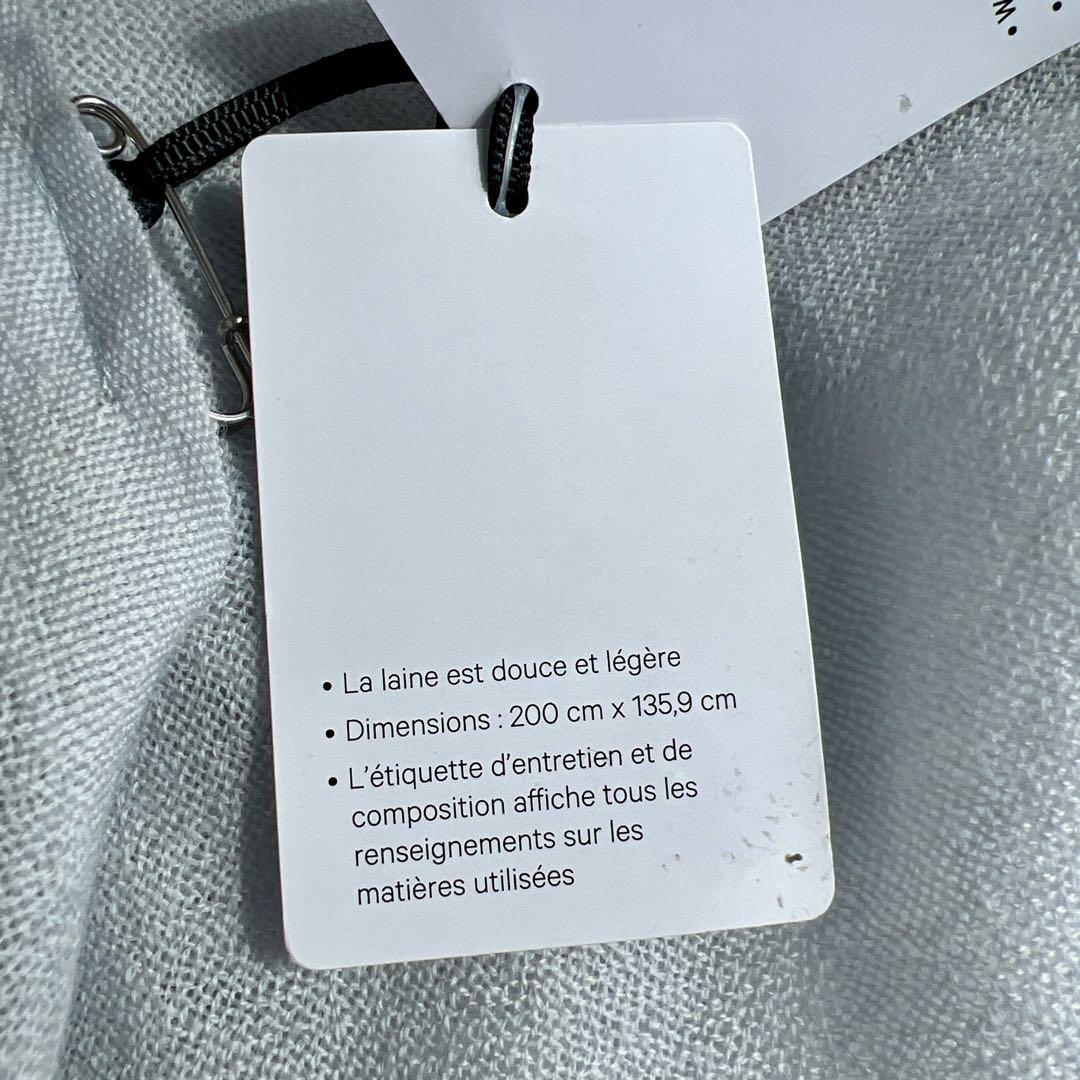 • W
• La laine est douce et légère
• Dimensions : 200 cm x 135,9 cm
• L'étiquette d'entretien et de
composition affiche tous les
renseignements sur les
matières utilisées